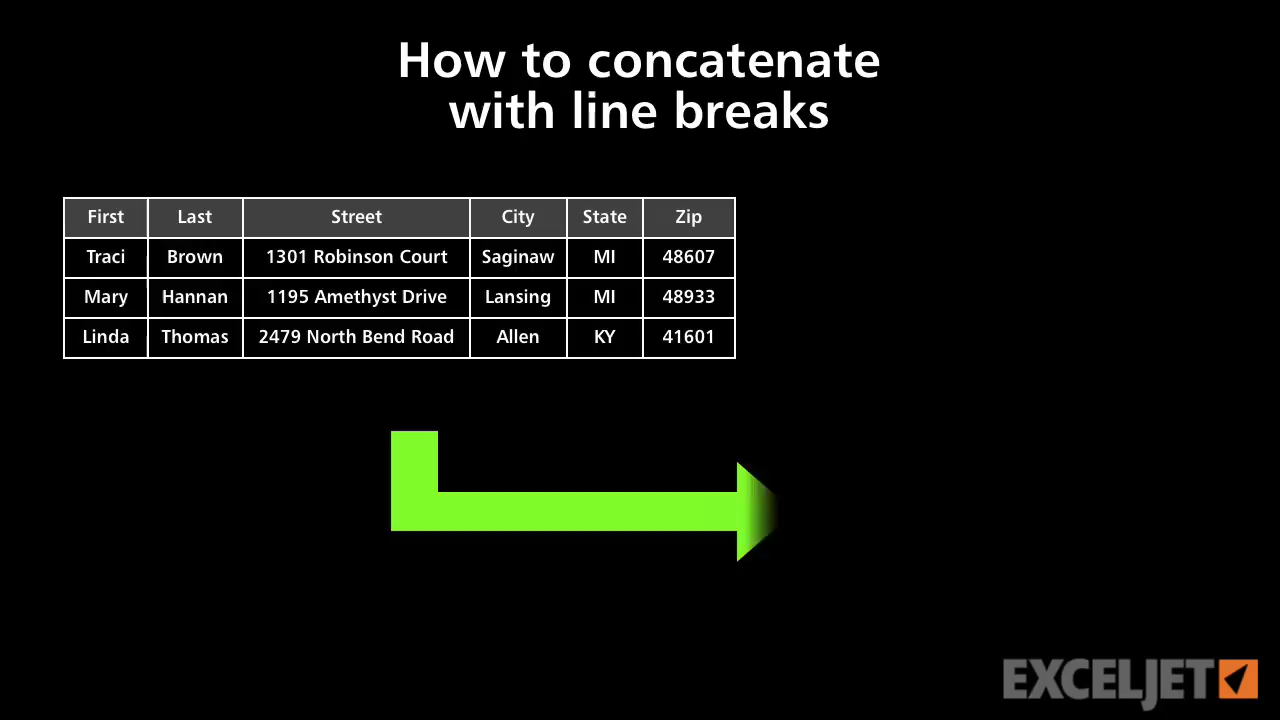 How to concatenate
with line breaks
First Last Street City State Zip
Traci Brown 1301 Robinson Court Saginaw MI 48607
Mary Hannan 1195 Amethyst Drive Lansing MI 48933
Linda Thomas 2479 North Bend Road Allen KY 41601
EXCELJET